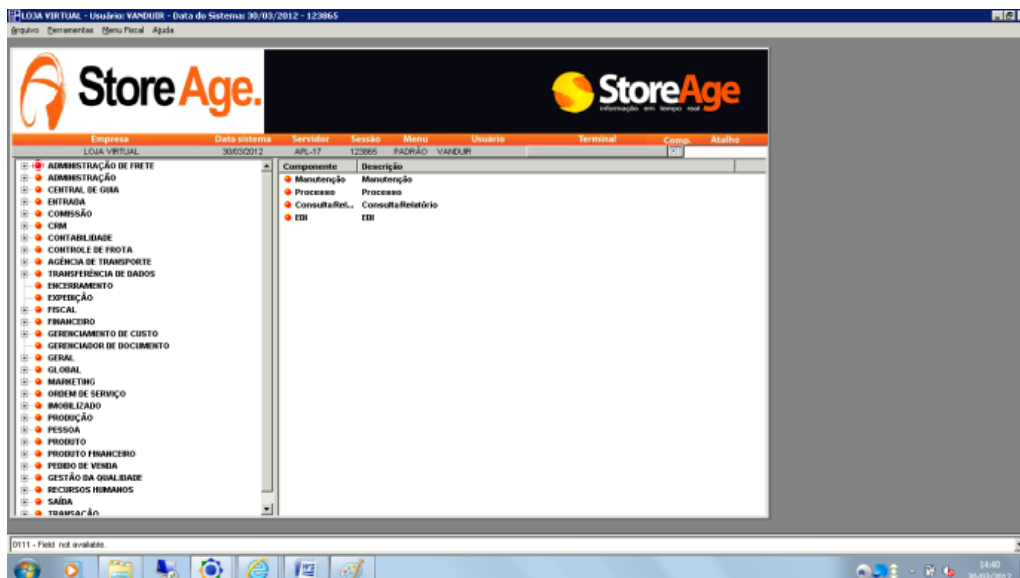 LOJA VIRTUAL - Usuário: VANDUIR - Data do Sistema: 30/03/2012 - 123865
Arquivo Ferramentas Menu Fiscal Ajuda
StoreAge.
StoreAge
informação em tempo real
Empresa Data sistema Servidor Sessão Menu Usuário Terminal Comp. Atalho
LOJA VIRTUAL 30/03/2012 APL-17 123865 PADRÃO VANDUIR
ADMINISTRAÇÃO DE FRETE
ADMINISTRAÇÃO
CENTRAL DE GUIA
ENTRADA
COMISSÃO
CRM
CONTABILIDADE
CONTROLE DE FROTA
AGÊNCIA DE TRANSPORTE
TRANSFERÊNCIA DE DADOS
ENCERRAMENTO
EXPEDIÇÃO
FISCAL
FINANCEIRO
GERENCIAMENTO DE CUSTO
GERENCIADOR DE DOCUMENTO
GERAL
GLOBAL
MARKETING
ORDEM DE SERVIÇO
IMOBILIZADO
PRODUÇÃO
PESSOA
PRODUTO
PRODUTO FINANCEIRO
PEDIDO DE VENDA
GESTÃO DA QUALIDADE
RECURSOS HUMANOS
SAÍDA
TRANSAÇÃO
Componente Descrição
Manutenção Manutenção
Processo Processo
Consulta/Rel... Consulta/Relatório
EDI EDI
0111 - Field not available.
14:40
30/03/2012